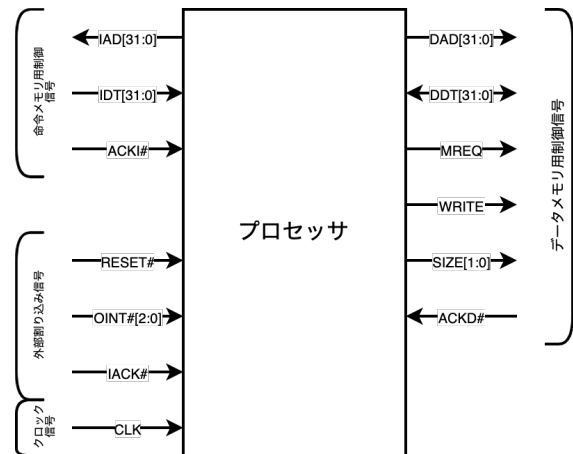 命令メモリ用制御
信号
IAD[31:0]
IDT[31:0]
ACKI#
外部割り込み信号
RESET#
OINT#[2:0]
IACK#
クロック
信号
CLK
プロセッサ
DAD[31:0]
DDT[31:0]
MREQ
WRITE
SIZE[1:0]
ACKD#
データメモリ用制御信号